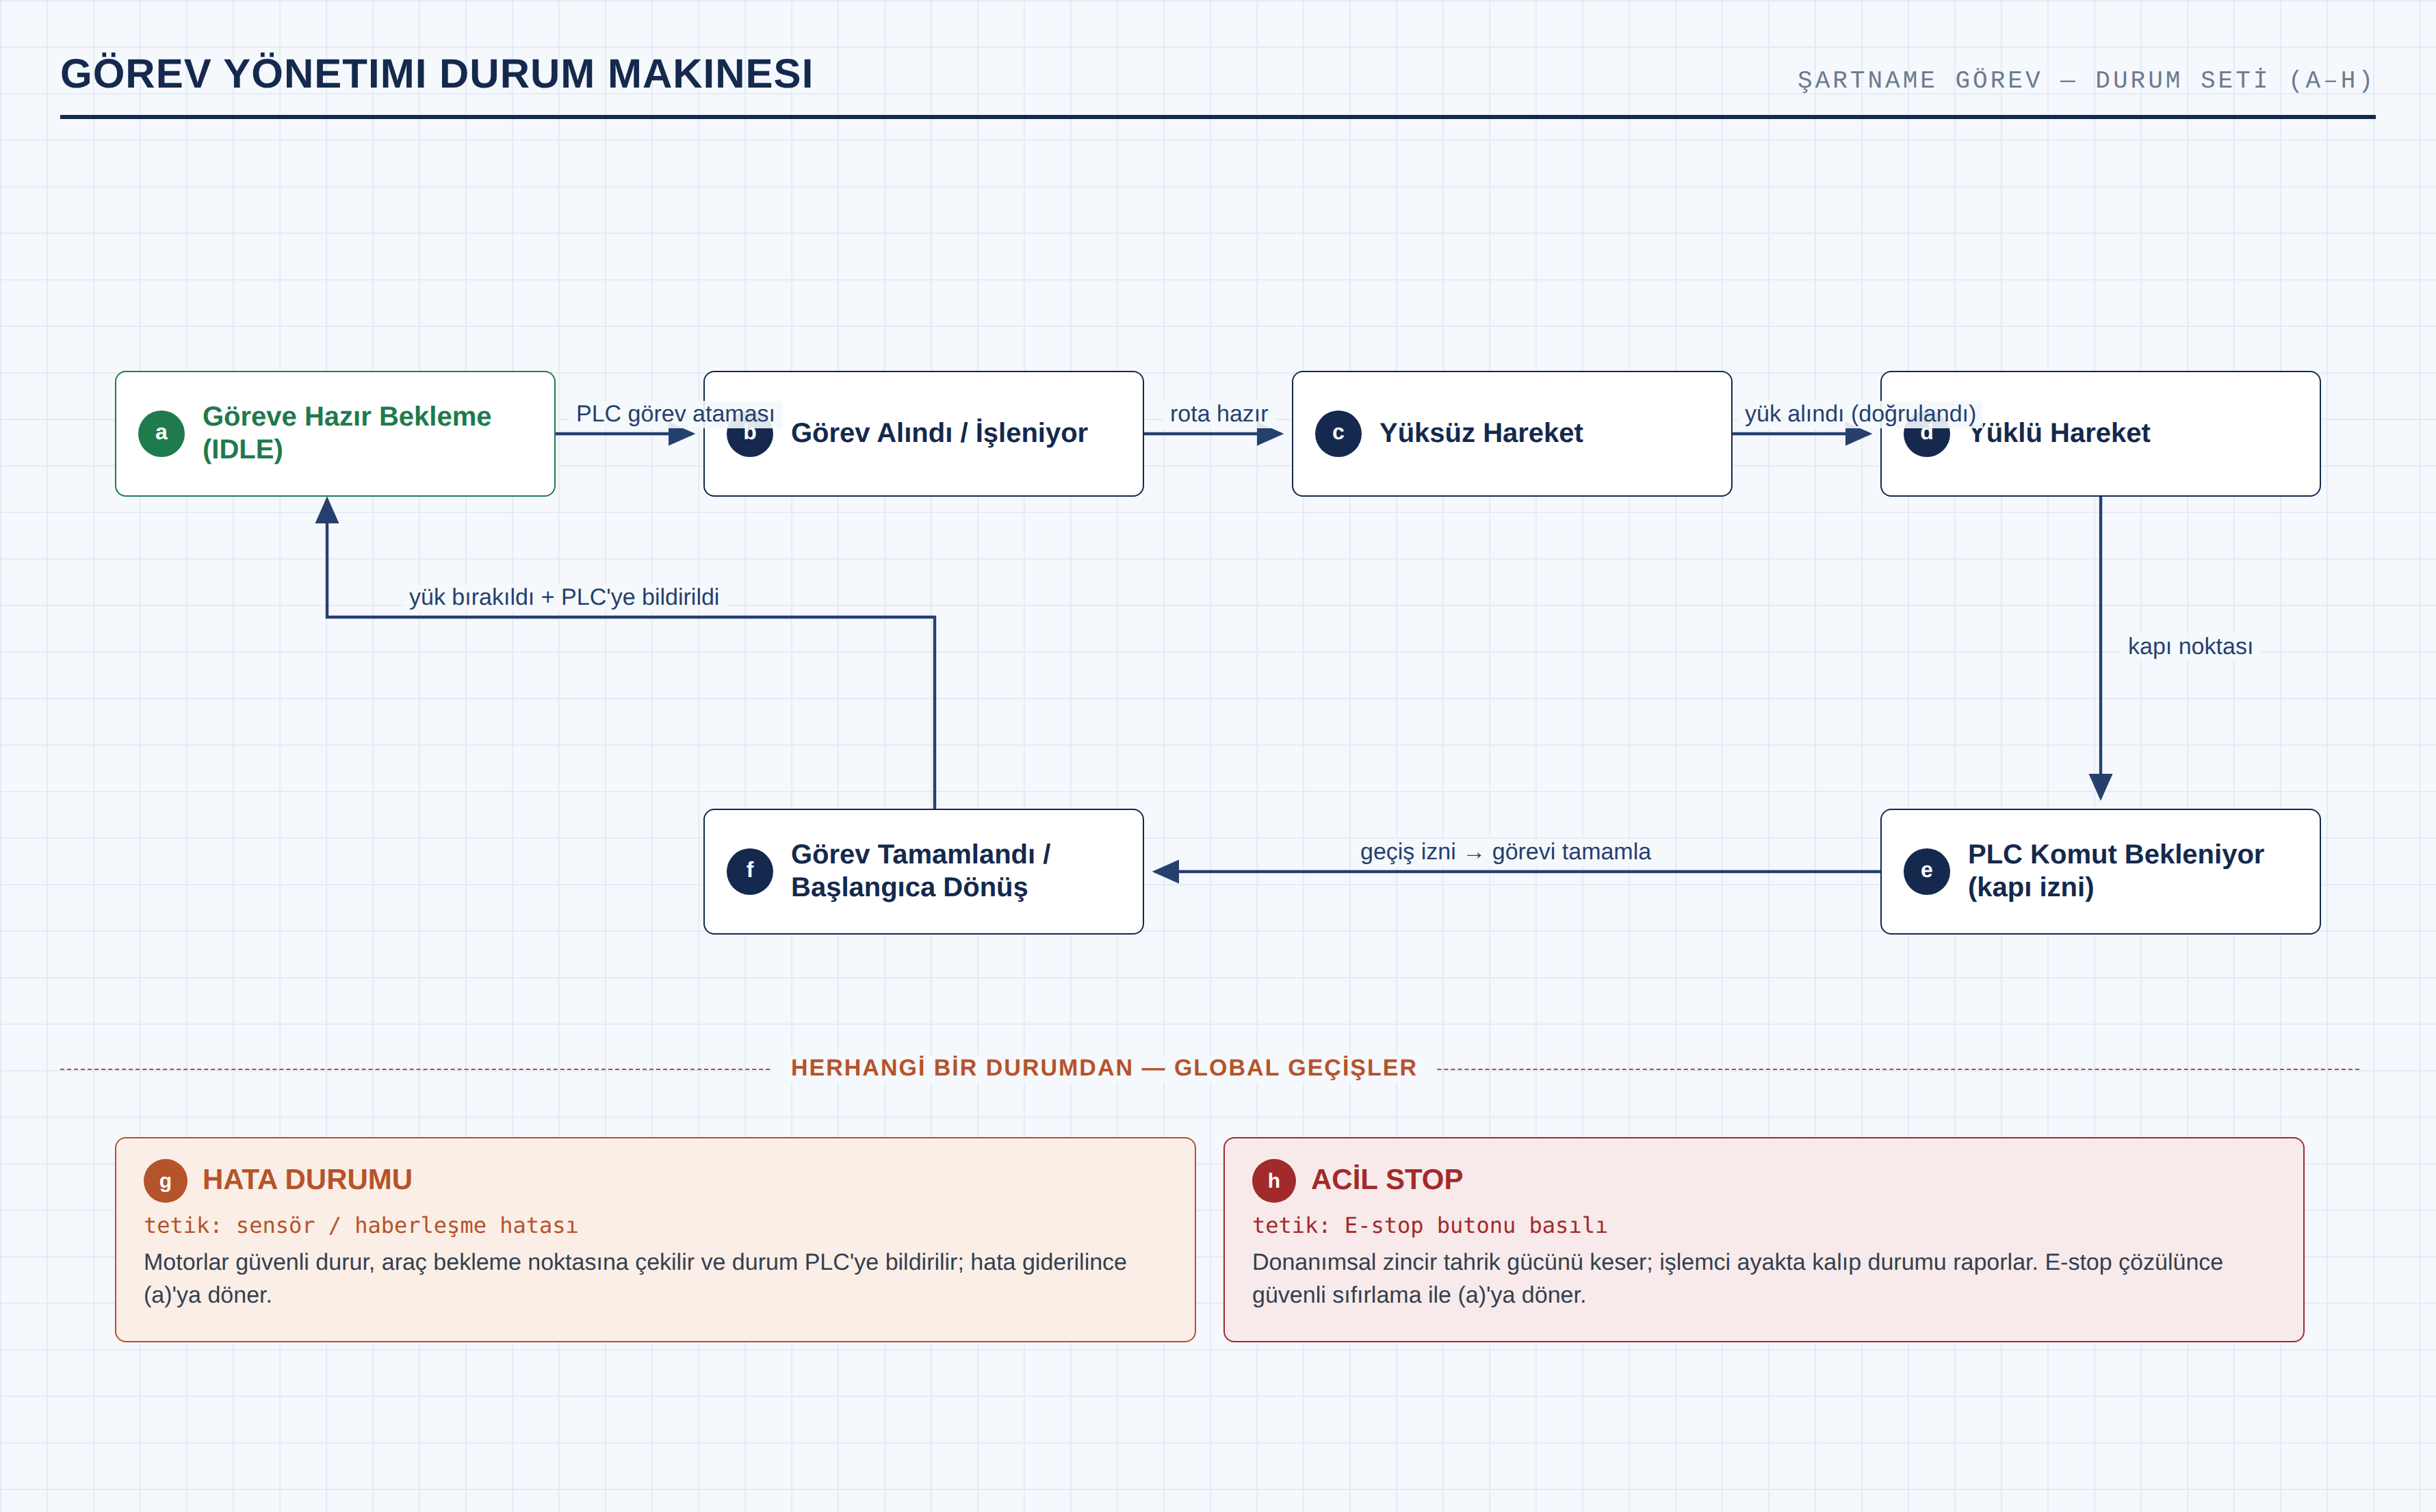 GÖREV YÖNETIMI DURUM MAKINESI
ŞARTNAME GÖREV — DURUM SETİ (A–H)
a
Göreve Hazır Bekleme
(IDLE)
PLC görev ataması
b
Görev Alındı / İşleniyor
rota hazır
c
Yüksüz Hareket
yük alındı (doğrulandı)
d
Yüklü Hareket
yük bırakıldı + PLC'ye bildirildi
kapı noktası
f
Görev Tamamlandı /
Başlangıca Dönüş
geçiş izni → görevi tamamla
e
PLC Komut Bekleniyor
(kapı izni)
HERHANGİ BİR DURUMDAN — GLOBAL GEÇİŞLER
g
HATA DURUMU
tetik: sensör / haberleşme hatası
Motorlar güvenli durur, araç bekleme noktasına çekilir ve durum PLC'ye bildirilir; hata giderilince
(a)'ya döner.
h
ACİL STOP
tetik: E-stop butonu basılı
Donanımsal zincir tahrik gücünü keser; işlemci ayakta kalıp durumu raporlar. E-stop çözülünce
güvenli sıfırlama ile (a)'ya döner.